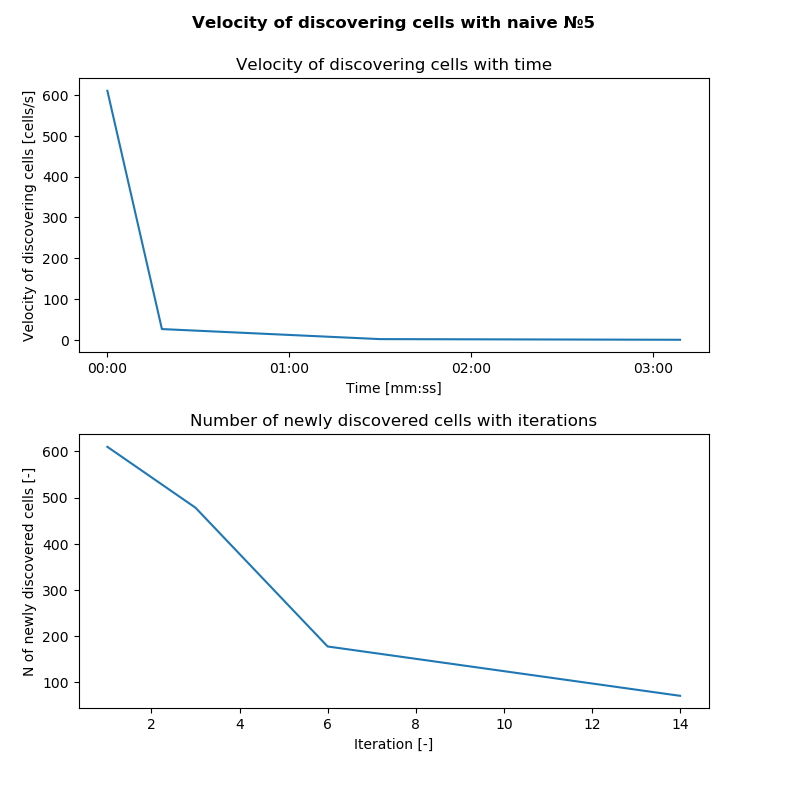 Velocity of discovering cells with naive №5
Velocity of discovering cells with time
Velocity of discovering cells [cells/s]
600
500
400
300
200
100
0
00:00 01:00 02:00 03:00
Time [mm:ss]
Number of newly discovered cells with iterations
N of newly discovered cells [-]
600
500
400
300
200
100
2 4 6 8 10 12 14
Iteration [-]